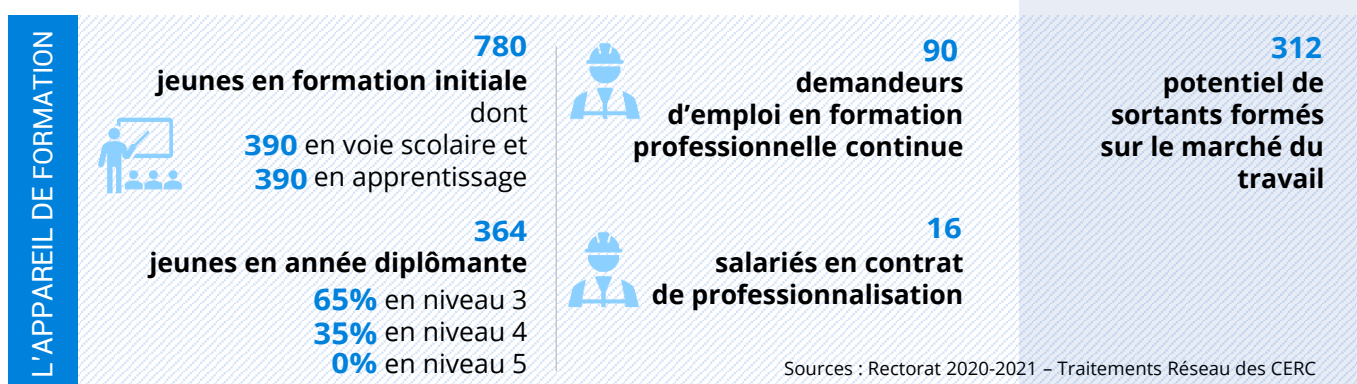 L'APPAREIL DE FORMATION
780
jeunes en formation initiale
dont
390 en voie scolaire et
390 en apprentissage
364
jeunes en année diplômante
65% en niveau 3
35% en niveau 4
0% en niveau 5
90
demandeurs
d’emploi en formation
professionnelle continue
16
salariés en contrat
de professionnalisation
312
potentiel de
sortants formés
sur le marché du
travail
Sources : Rectorat 2020-2021 – Traitements Réseau des CERC